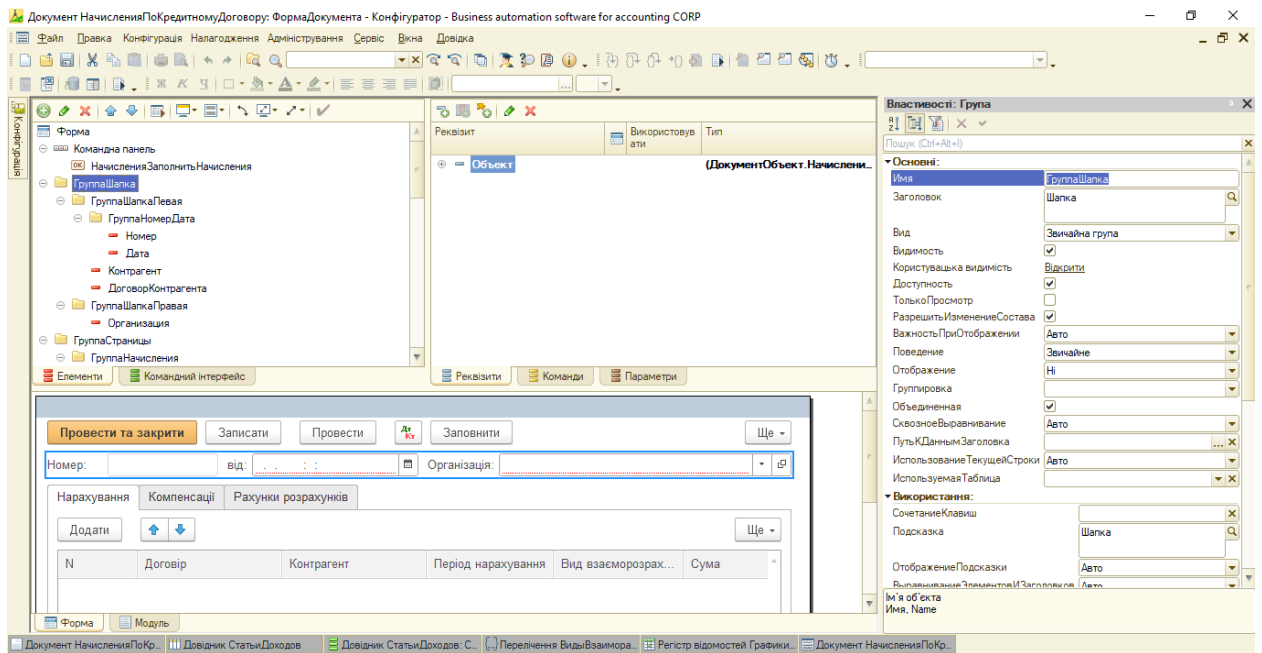 Документ НачисленияПоКредитномуДоговору: ФормаДокумента - Конфігуратор - Business automation software for accounting CORP
Файл Правка Конфігурація Налагодження Адміністрування Сервіс Вікна Довідка
Конфігурація
Форма
Командна панель
НачисленияЗаполнитьНачисления
ГруппаШапка
ГруппаШапкаЛевая
ГруппаНомерДата
Номер
Дата
Контрагент
ДоговорКонтрагента
ГруппаШапкаПравая
Организация
ГруппаСтраницы
ГруппаНачисления
Елементи Командний інтерфейс
Реквізит Використовув Тип
ати
Объект (ДокументОбъект.Начислени...
Реквізити Команди Параметри
Провести та закрити Записати Провести Дт Кт Заповнити Ще
Номер: від: . . : : Організація:
Нарахування Компенсації Рахунки розрахунків
Додати Ще
N Договір Контрагент Період нарахування Вид взаєморозрах... Сума
Форма Модуль
Властивості: Група
Пошук (Ctrl+Alt+I)
Основні:
Имя ГруппаШапка
Заголовок Шапка
Вид Звичайна група
Видимость
Користувацька видимість Відкрити
Доступность
ТолькоПросмотр
РазрешитьИзменениеСостава
ВажностьПриОтображении Авто
Поведение Звичайне
Отображение Ні
Группировка
Объединенная
СквозноеВыравнивание Авто
ПутьКДаннымЗаголовка ...
ИспользованиеТекущейСтроки Авто
ИспользуемаяТаблица
Використання:
СочетаниеКлавиш
Подсказка Шапка
ОтображениеПодсказки Авто
ВыравниваниеЭлементовИЗаголовков Авто
Ім'я об'єкта
Имя, Name
Документ НачисленияПоКр... Довідник СтатьиДоходов Довідник СтатьиДоходов: С... Перелічення ВидыВзаимора... Регістр відомостей Графики... Документ НачисленияПоКр...